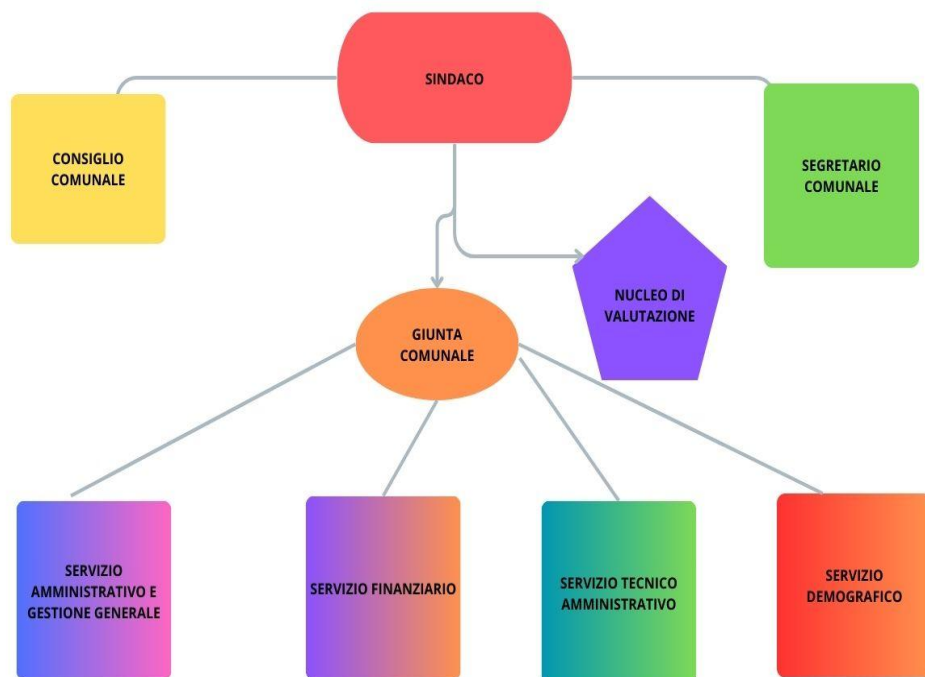 SINDACO
CONSIGLIO
COMUNALE
SEGRETARIO
COMUNALE
NUCLEO DI
VALUTAZIONE
GIUNTA
COMUNALE
SERVIZIO
AMMINISTRATIVO E
GESTIONE GENERALE
SERVIZIO FINANZIARIO
SERVIZIO TECNICO
AMMINISTRATIVO
SERVIZIO
DEMOGRAFICO